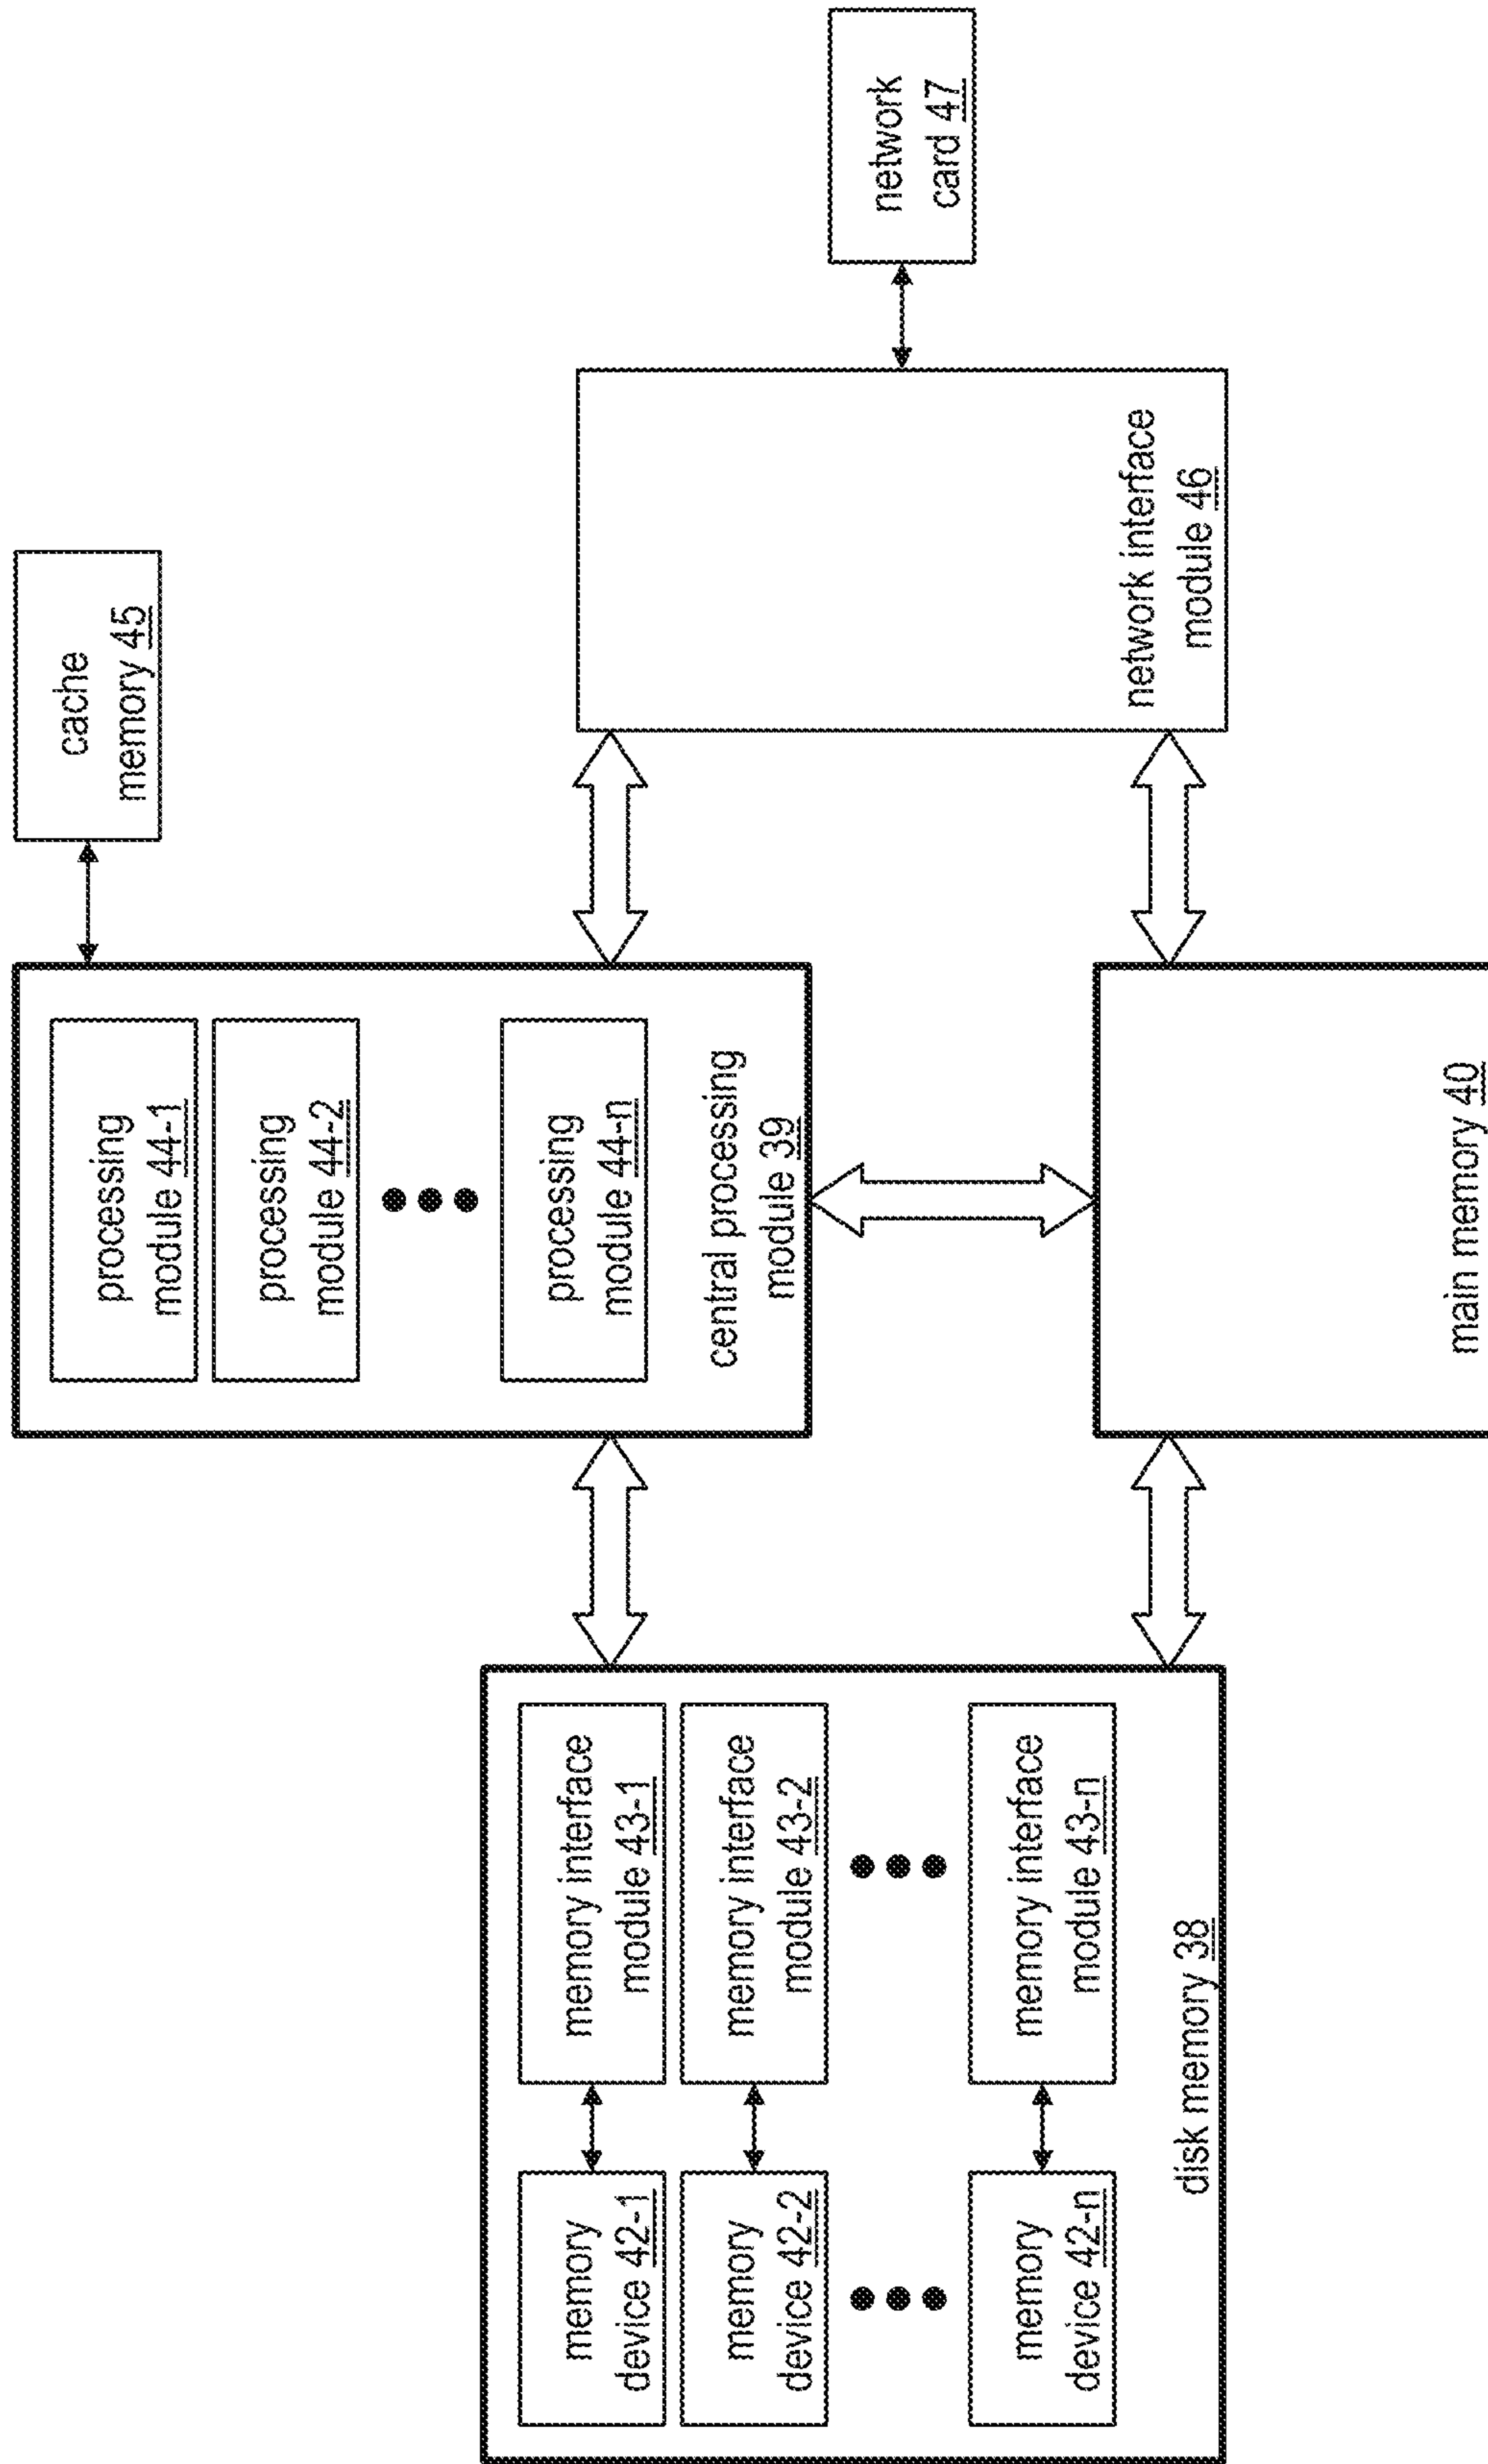 cache
memory 45
processing
module 44-1
processing
module 44-2
processing
module 44-n
central processing
module 39
network
card 47
network interface
module 46
memory
device 42-1
memory interface
module 43-1
memory
device 42-2
memory interface
module 43-2
memory
device 42-n
memory interface
module 43-n
disk memory 38
main memory 40